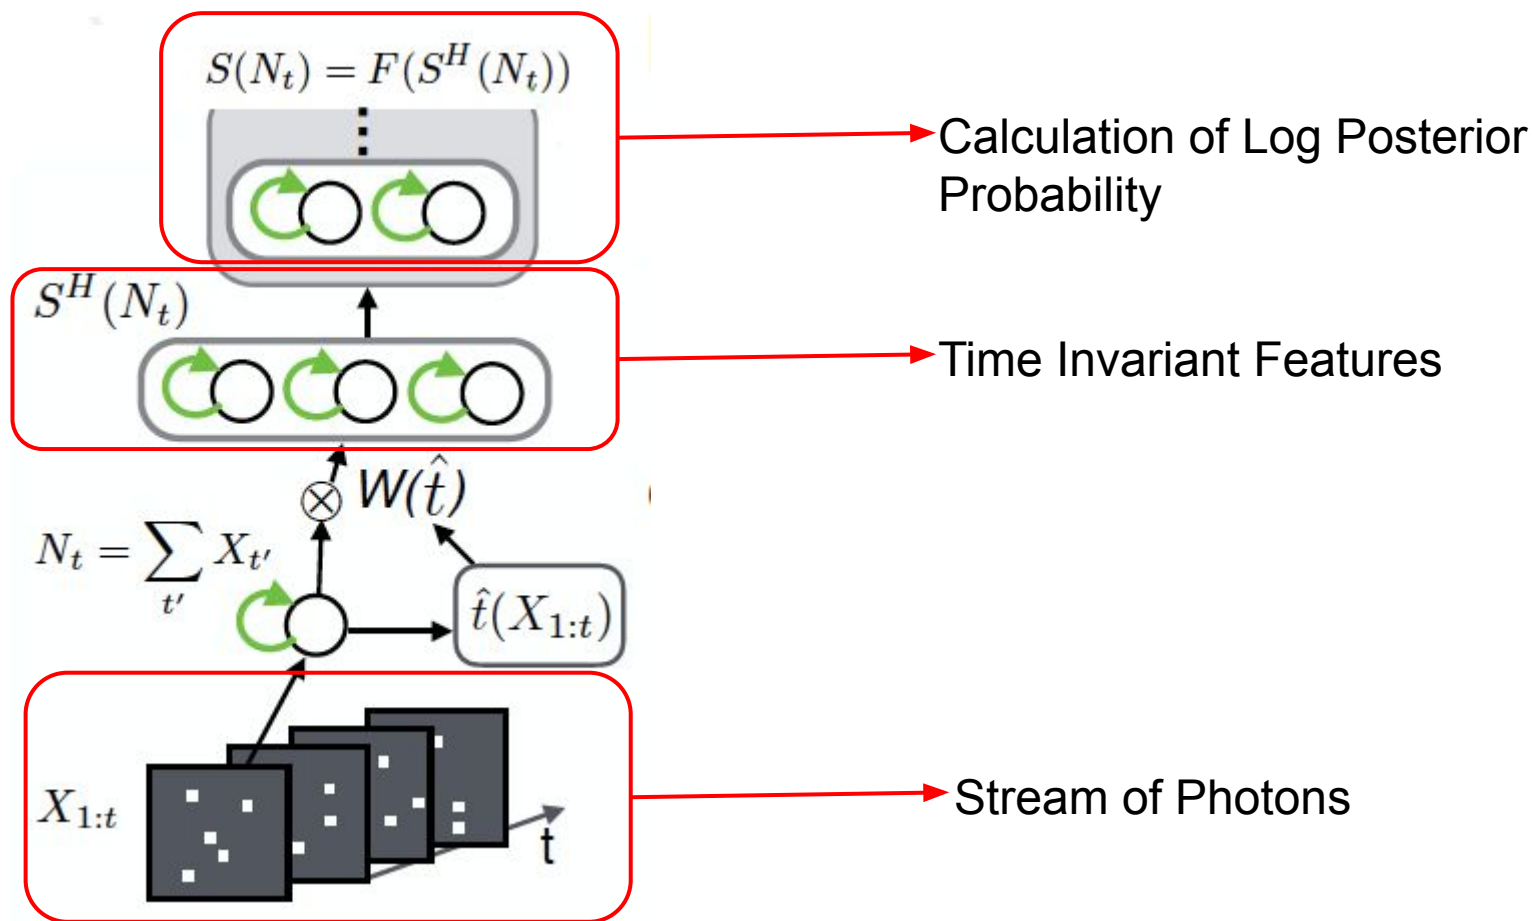 S(N_t) = F(S^H(N_t))
Calculation of Log Posterior
Probability
S^H(N_t)
Time Invariant Features
W(t̂)
N_t = ∑_{t'} X_{t'}
t̂(X_{1:t})
X_{1:t}
t
Stream of Photons